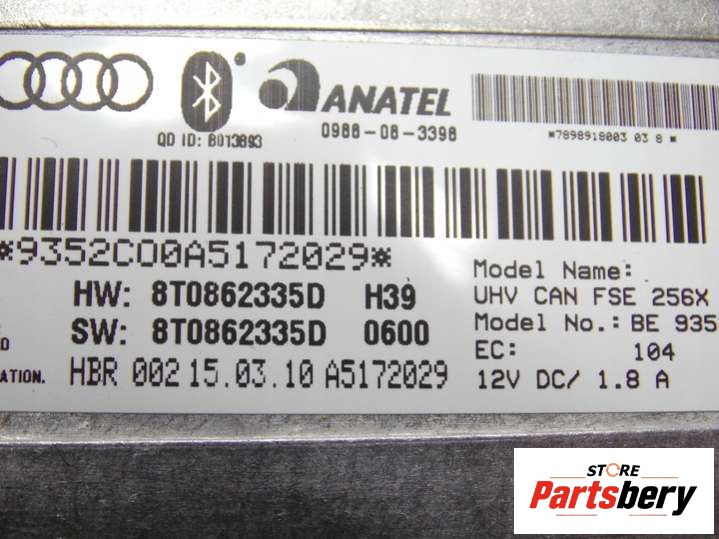 ANATEL
0988-08-3398
QD ID: B013893
*7898918003 03 8 *
*9352C00A5172029*
HW: 8T0862335D H39
SW: 8T0862335D 0600
HBR 002 15.03.10 A5172029
D
ATION.
Model Name:
UHV CAN FSE 256X
Model No.: BE 935
EC: 104
12V DC/ 1.8 A
STORE
Partsbery